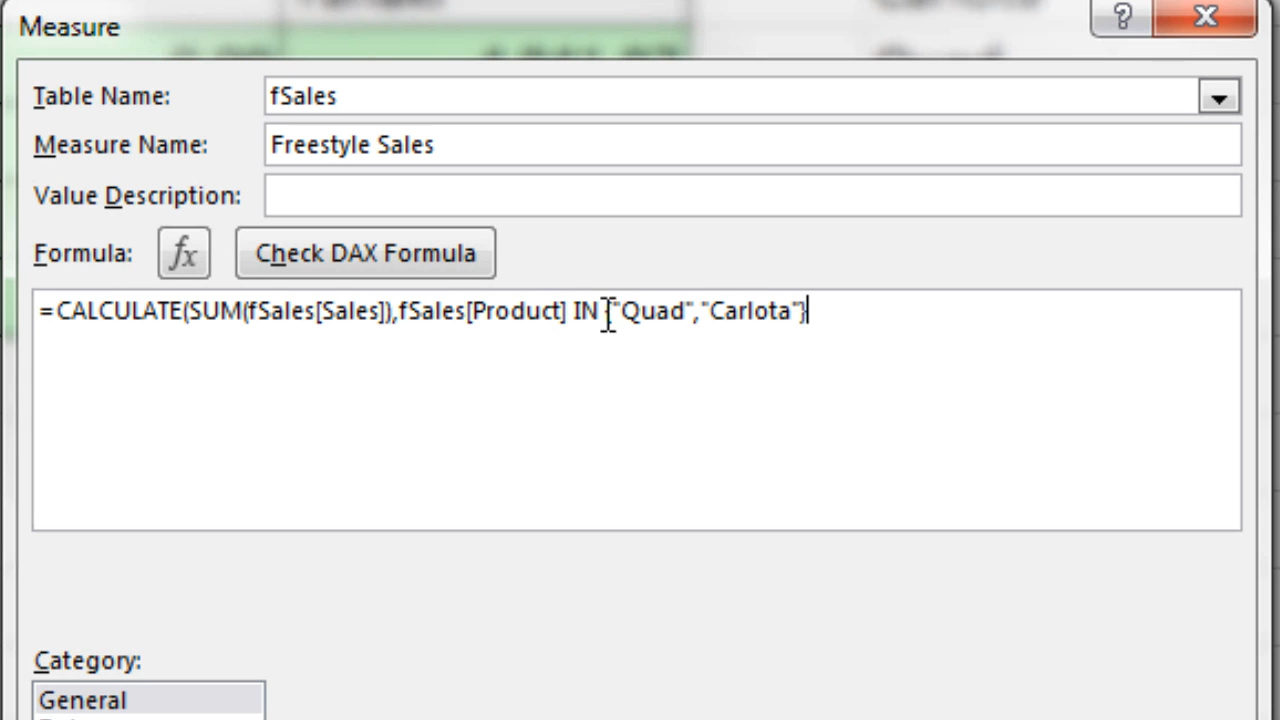 Measure
?
Table Name: fSales
Measure Name: Freestyle Sales
Value Description:
Formula: fx Check DAX Formula
=CALCULATE(SUM(fSales[Sales]),fSales[Product] IN {"Quad","Carlota"}
Category:
General